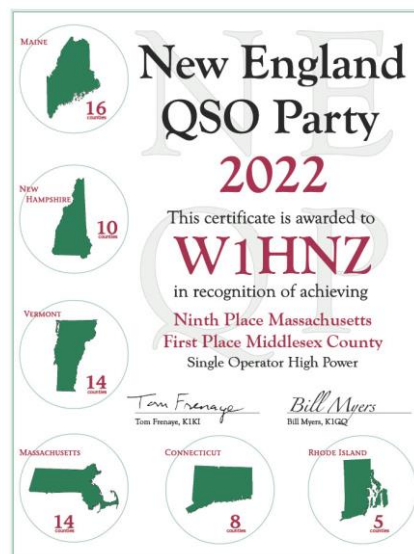 MAINE
16
counties
New England
QSO Party
2022
This certificate is awarded to
W1HNZ
in recognition of achieving
Ninth Place Massachusetts
First Place Middlesex County
Single Operator High Power
NEW
HAMPSHIRE
10
counties
VERMONT
14
counties
Tom Frenaye
Tom Frenaye, K1KI
Bill Myers
Bill Myers, K1GQ
MASSACHUSETTS
14
counties
CONNECTICUT
8
counties
RHODE ISLAND
5
counties
NE
QP